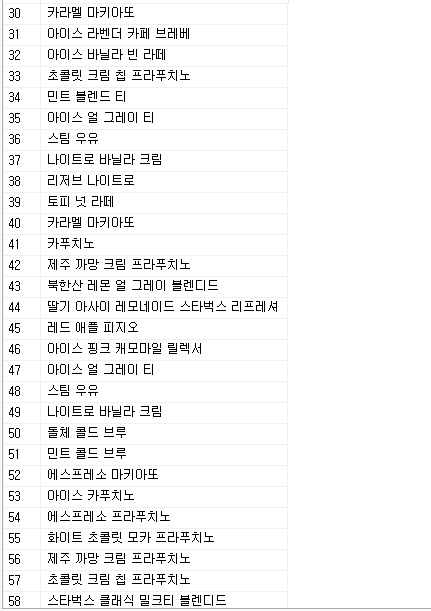 30 카라멜 마키아또
31 아이스 라벤더 카페 브레베
32 아이스 바닐라 빈 라떼
33 초콜릿 크림 칩 프라푸치노
34 민트 블렌드 티
35 아이스 얼 그레이 티
36 스팀 우유
37 나이트로 바닐라 크림
38 리저브 나이트로
39 토피 넛 라떼
40 카라멜 마키아또
41 카푸치노
42 제주 까망 크림 프라푸치노
43 북한산 레몬 얼 그레이 블렌디드
44 딸기 아사이 레모네이드 스타벅스 리프레셔
45 레드 애플 피지오
46 아이스 핑크 캐모마일 릴렉서
47 아이스 얼 그레이 티
48 스팀 우유
49 나이트로 바닐라 크림
50 돌체 콜드 브루
51 민트 콜드 브루
52 에스프레소 마키아또
53 아이스 카푸치노
54 에스프레소 프라푸치노
55 화이트 초콜릿 모카 프라푸치노
56 제주 까망 크림 프라푸치노
57 초콜릿 크림 칩 프라푸치노
58 스타벅스 클래식 밀크티 블렌디드